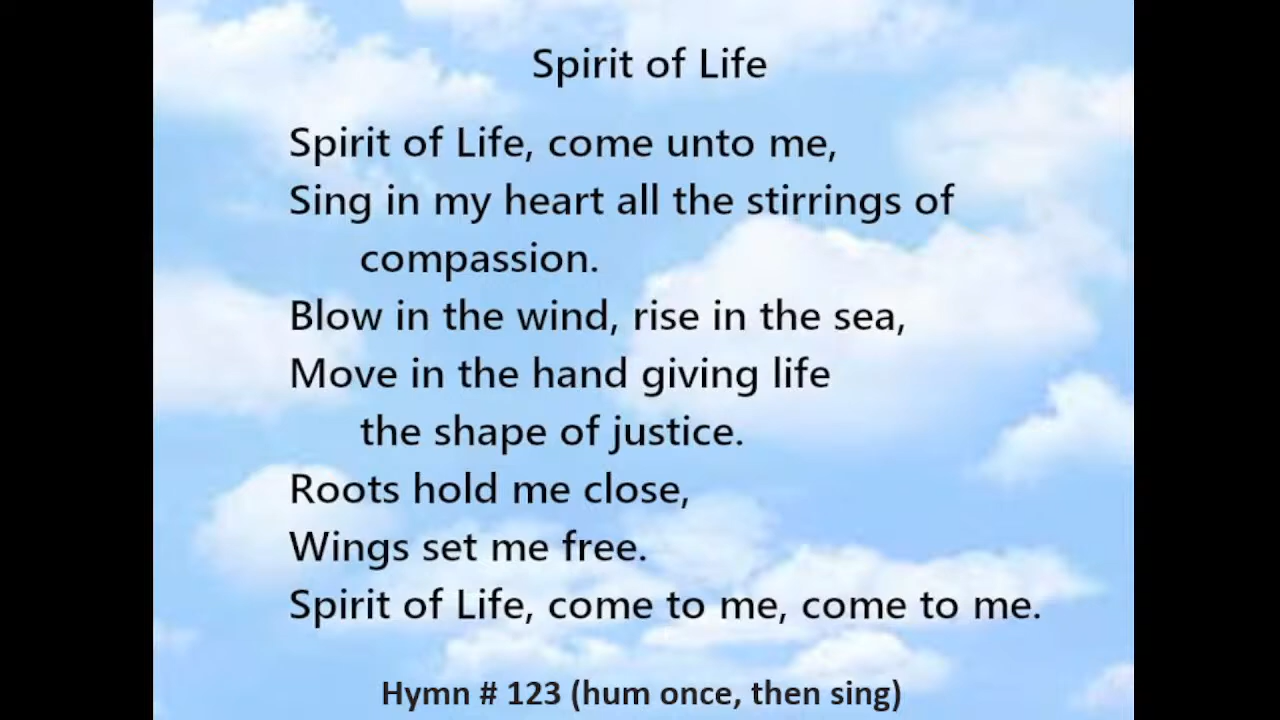 Spirit of Life
Spirit of Life, come unto me,
Sing in my heart all the stirrings of
compassion.
Blow in the wind, rise in the sea,
Move in the hand giving life
the shape of justice.
Roots hold me close,
Wings set me free.
Spirit of Life, come to me, come to me.
Hymn # 123 (hum once, then sing)